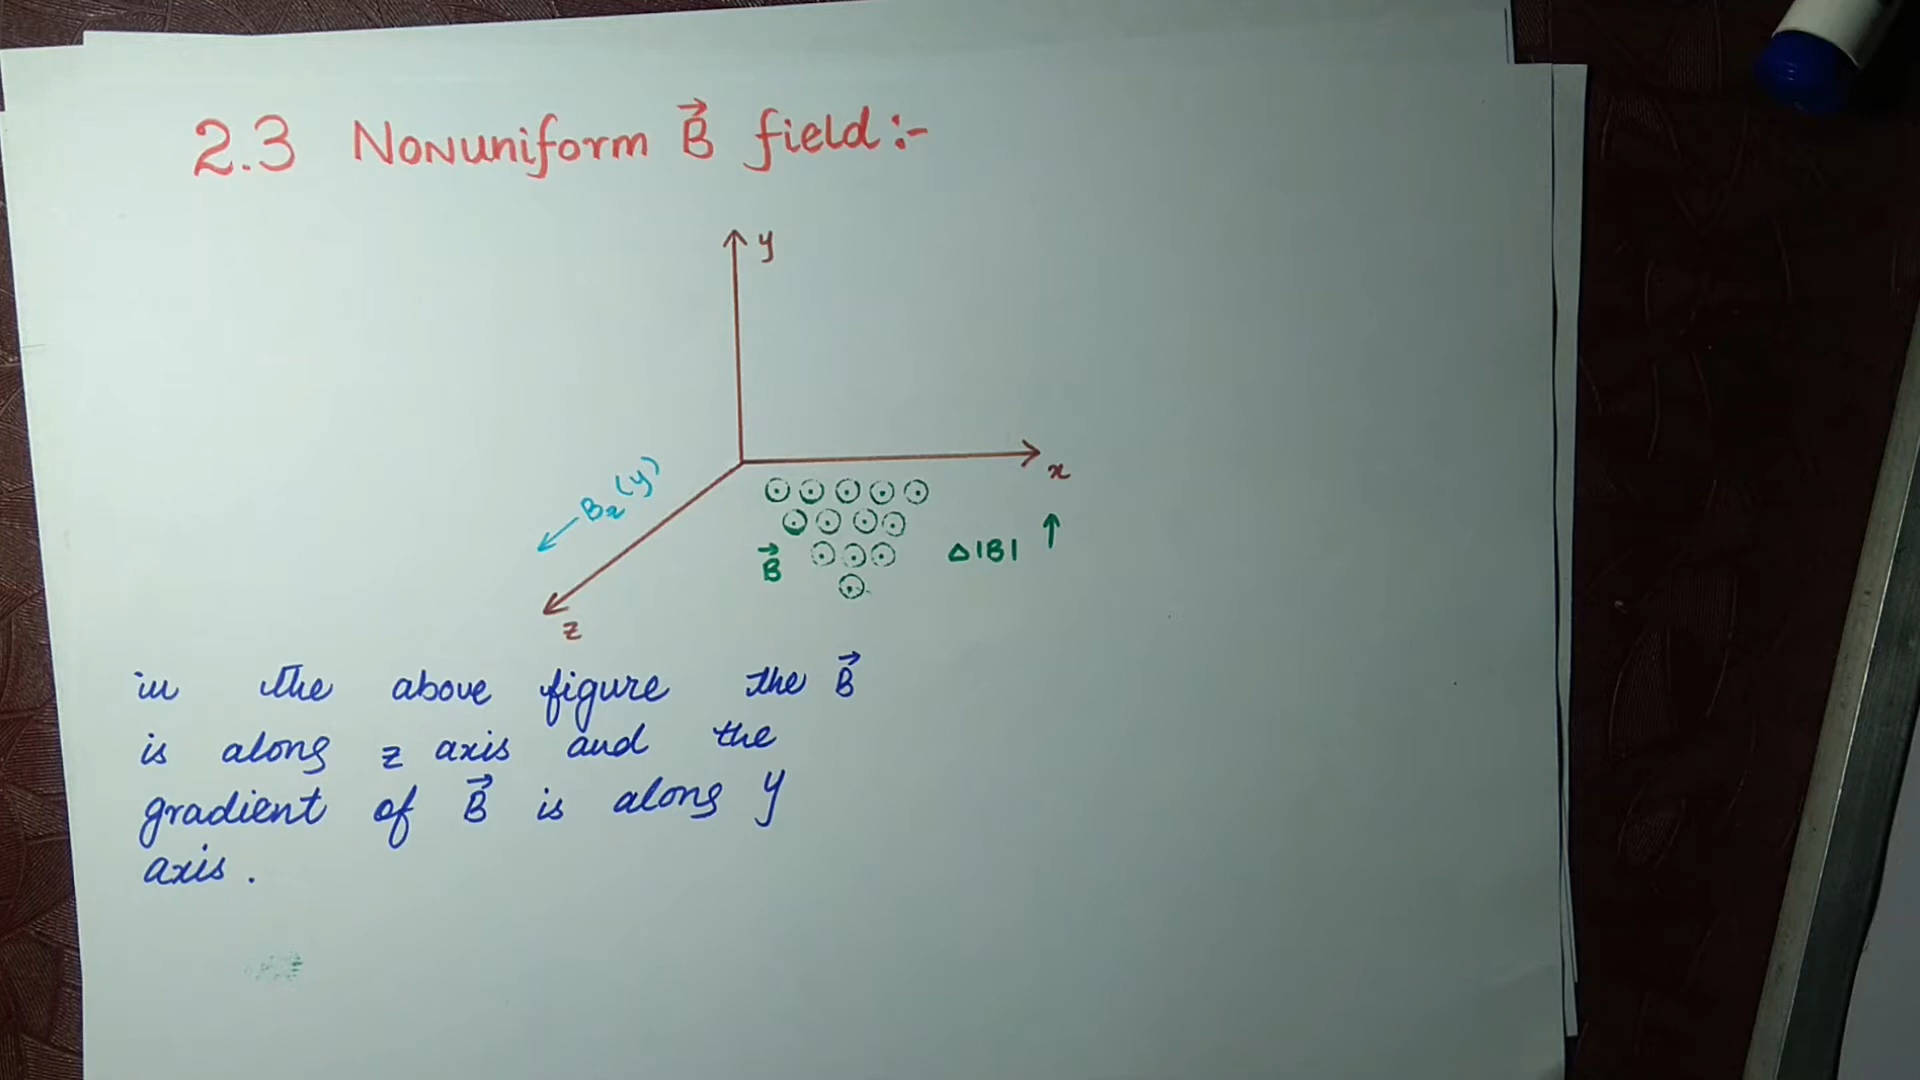 2.3 Nonuniform B⃗ field :-
y
x
Bz (y)
B⃗
Δ|B| ↑
z
in the above figure the B⃗
is along z axis and the
gradient of B⃗ is along y
axis .